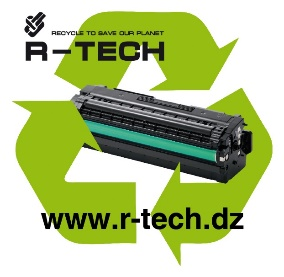 RECYCLE TO SAVE OUR PLANET
R-TECH
www.r-tech.dz